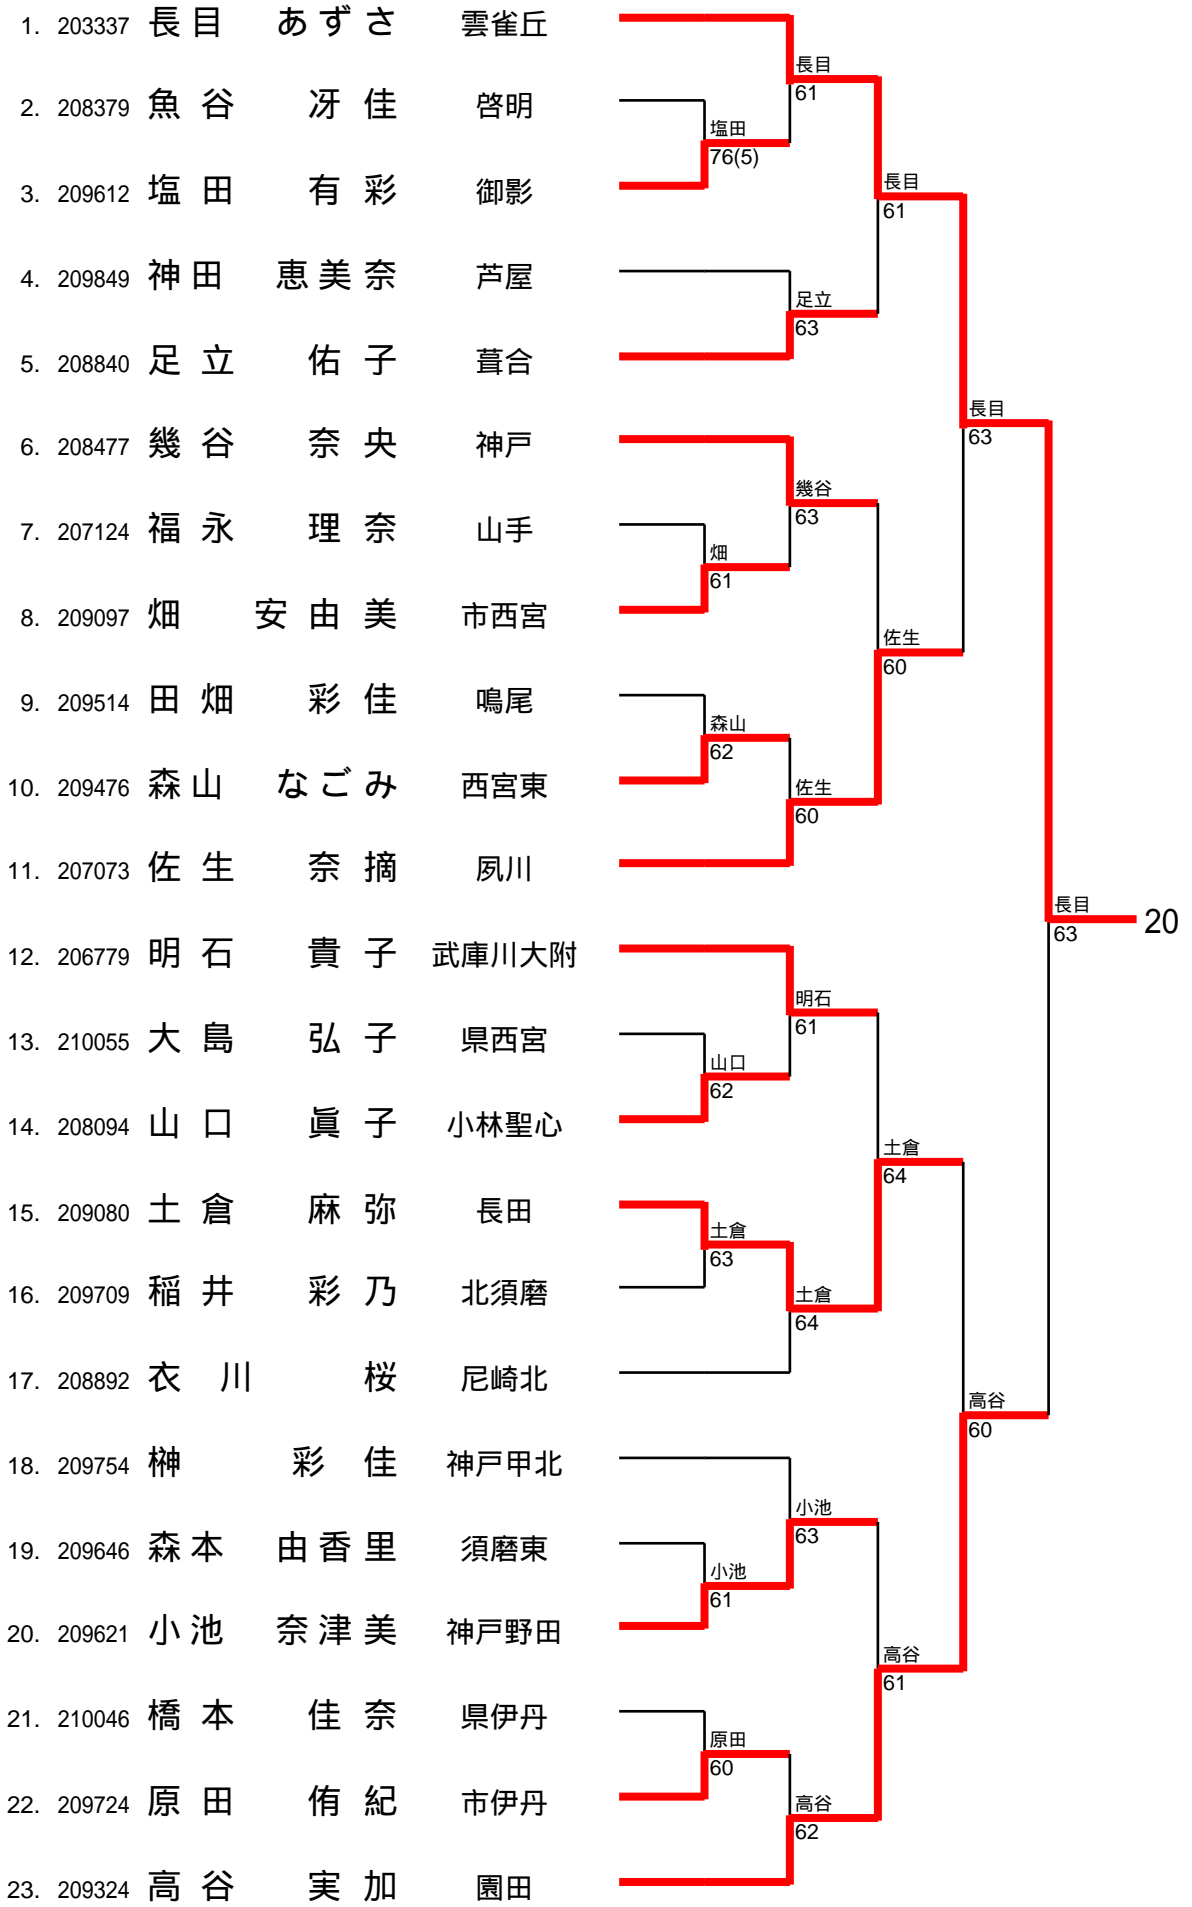 1. 203337 長目 あずさ 雲雀丘
長目
61
2. 208379 魚谷 冴佳 啓明
塩田
76(5)
3. 209612 塩田 有彩 御影
長目
61
4. 209849 神田 恵美奈 芦屋
足立
63
5. 208840 足立 佑子 葺合
長目
63
6. 208477 幾谷 奈央 神戸
幾谷
63
7. 207124 福永 理奈 山手
畑
61
8. 209097 畑 安由美 市西宮
佐生
60
9. 209514 田畑 彩佳 鳴尾
森山
62
10. 209476 森山 なごみ 西宮東
佐生
60
11. 207073 佐生 奈摘 夙川
長目
63
20
12. 206779 明石 貴子 武庫川大附
明石
61
13. 210055 大島 弘子 県西宮
山口
62
14. 208094 山口 眞子 小林聖心
土倉
64
15. 209080 土倉 麻弥 長田
土倉
63
16. 209709 稲井 彩乃 北須磨
土倉
64
17. 208892 衣川 桜 尼崎北
高谷
60
18. 209754 榊 彩佳 神戸甲北
小池
63
19. 209646 森本 由香里 須磨東
小池
61
20. 209621 小池 奈津美 神戸野田
高谷
61
21. 210046 橋本 佳奈 県伊丹
原田
60
22. 209724 原田 侑紀 市伊丹
高谷
62
23. 209324 高谷 実加 園田